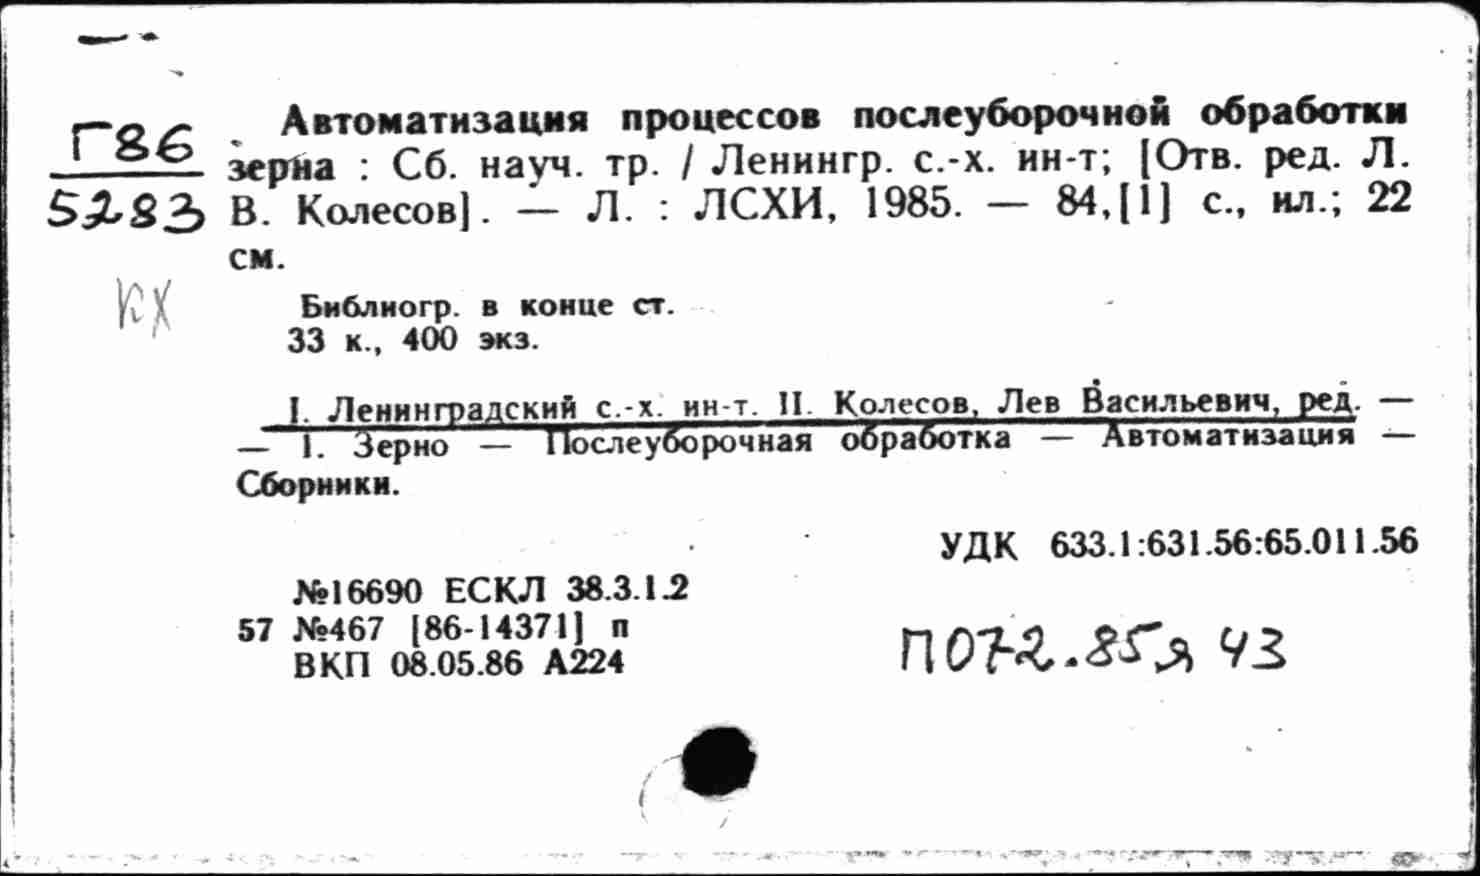 Г86
5283
кх
Автоматизация процессов послеуборочной обработки
зерна : Сб. науч. тр. / Ленингр. с.-х. ин-т; [Отв. ред. Л.
В. Колесов]. — Л. : ЛСХИ, 1985. — 84,[1] с., ил.; 22
см.
Библиогр. в конце ст.
33 к., 400 экз.
I. Ленинградский с.-х. ин-т. II. Колесов, Лев Васильевич, ред. —
— 1. Зерно — Послеуборочная обработка — Автоматизация —
Сборники.
УДК 633.1:631.56:65.011.56
№16690 ЕСКЛ 38.3.1.2
57 №467 [86-14371] п
ВКП 08.05.86 А224
П072.85я43